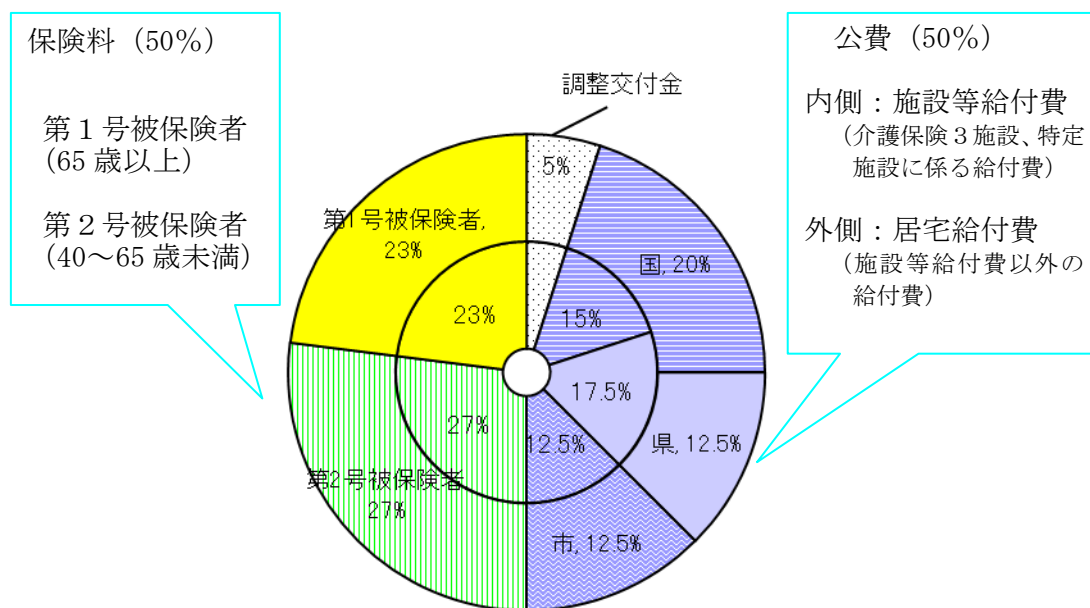 保険料（50％）
第１号被保険者
(65 歳以上)
第２号被保険者
(40～65 歳未満)
公費（50％）
内側：施設等給付費
（介護保険３施設、特定
施設に係る給付費）
外側：居宅給付費
（施設等給付費以外の
給付費）
調整交付金
5%
第1号被保険者,
23%
国, 20%
23%
15%
17.5%
27%
12.5%
県, 12.5%
第2号被保険者
27%
市, 12.5%